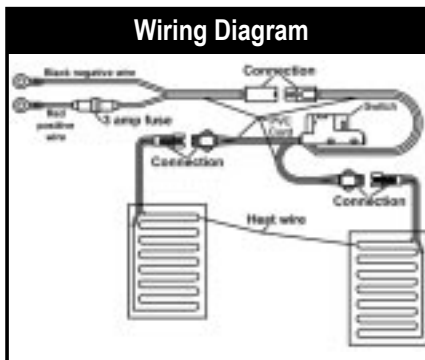 Wiring Diagram
Black negative wire
Connection
Switch
Red
positive
wire
3 amp fuse
PVC
Cord
Connection
Connection
Heat wire